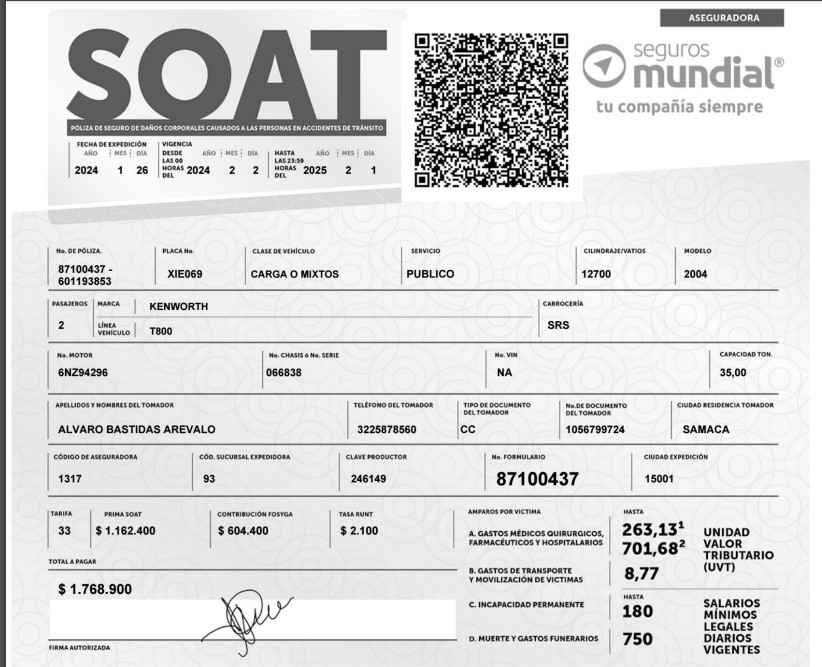 ASEGURADORA
SOAT
PÓLIZA DE SEGURO DE DAÑOS CORPORALES CAUSADOS A LAS PERSONAS EN ACCIDENTES DE TRÁNSITO
seguros
mundial®
tu compañía siempre
FECHA DE EXPEDICIÓN
AÑO MES DÍA
2024 1 26
VIGENCIA
DESDE LAS 00 HORAS DEL
AÑO MES DÍA
2024 2 2
HASTA LAS 23:59 HORAS DEL
AÑO MES DÍA
2025 2 1
No. DE PÓLIZA.
87100437 -
601193853
PLACA No.
XIE069
CLASE DE VEHÍCULO
CARGA O MIXTOS
SERVICIO
PUBLICO
CILINDRAJE/VATIOS
12700
MODELO
2004
PASAJEROS
2
MARCA
KENWORTH
LÍNEA VEHÍCULO
T800
CARROCERÍA
SRS
No. MOTOR
6NZ94296
No. CHASIS ó No. SERIE
066838
No. VIN
NA
CAPACIDAD TON.
35,00
APELLIDOS Y NOMBRES DEL TOMADOR
ALVARO BASTIDAS AREVALO
TELÉFONO DEL TOMADOR
3225878560
TIPO DE DOCUMENTO DEL TOMADOR
CC
No.DE DOCUMENTO DEL TOMADOR
1056799724
CIUDAD RESIDENCIA TOMADOR
SAMACA
CÓDIGO DE ASEGURADORA
1317
CÓD. SUCURSAL EXPEDIDORA
93
CLAVE PRODUCTOR
246149
No. FORMULARIO
87100437
CIUDAD EXPEDICIÓN
15001
TARIFA
33
PRIMA SOAT
$ 1.162.400
CONTRIBUCIÓN FOSYGA
$ 604.400
TASA RUNT
$ 2.100
TOTAL A PAGAR
$ 1.768.900
FIRMA AUTORIZADA
AMPAROS POR VICTIMA
HASTA
A. GASTOS MÉDICOS QUIRURGICOS,
FARMACÉUTICOS Y HOSPITALARIOS
263,13¹
701,68²
B. GASTOS DE TRANSPORTE
Y MOVILIZACIÓN DE VICTIMAS
8,77
UNIDAD
VALOR
TRIBUTARIO
(UVT)
HASTA
C. INCAPACIDAD PERMANENTE
180
D. MUERTE Y GASTOS FUNERARIOS
750
SALARIOS
MÍNIMOS
LEGALES
DIARIOS
VIGENTES